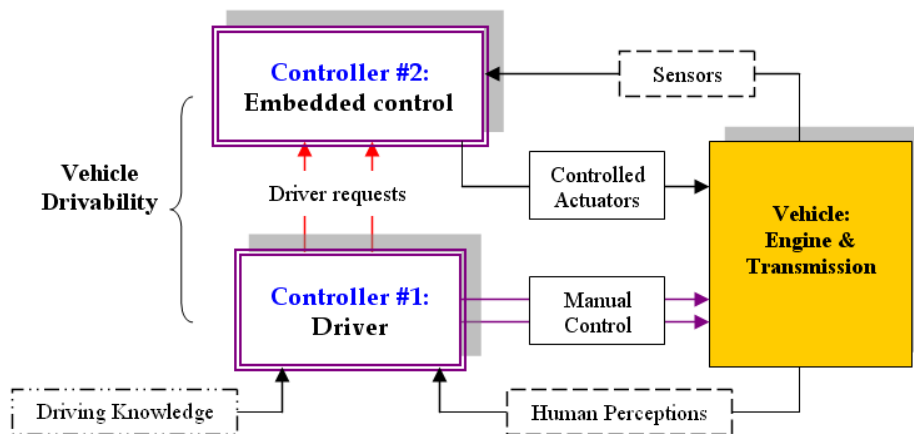 Controller #2:
Embedded control
Sensors
Vehicle
Drivability
Driver requests
Controlled
Actuators
Vehicle:
Engine &
Transmission
Controller #1:
Driver
Manual
Control
Driving Knowledge
Human Perceptions